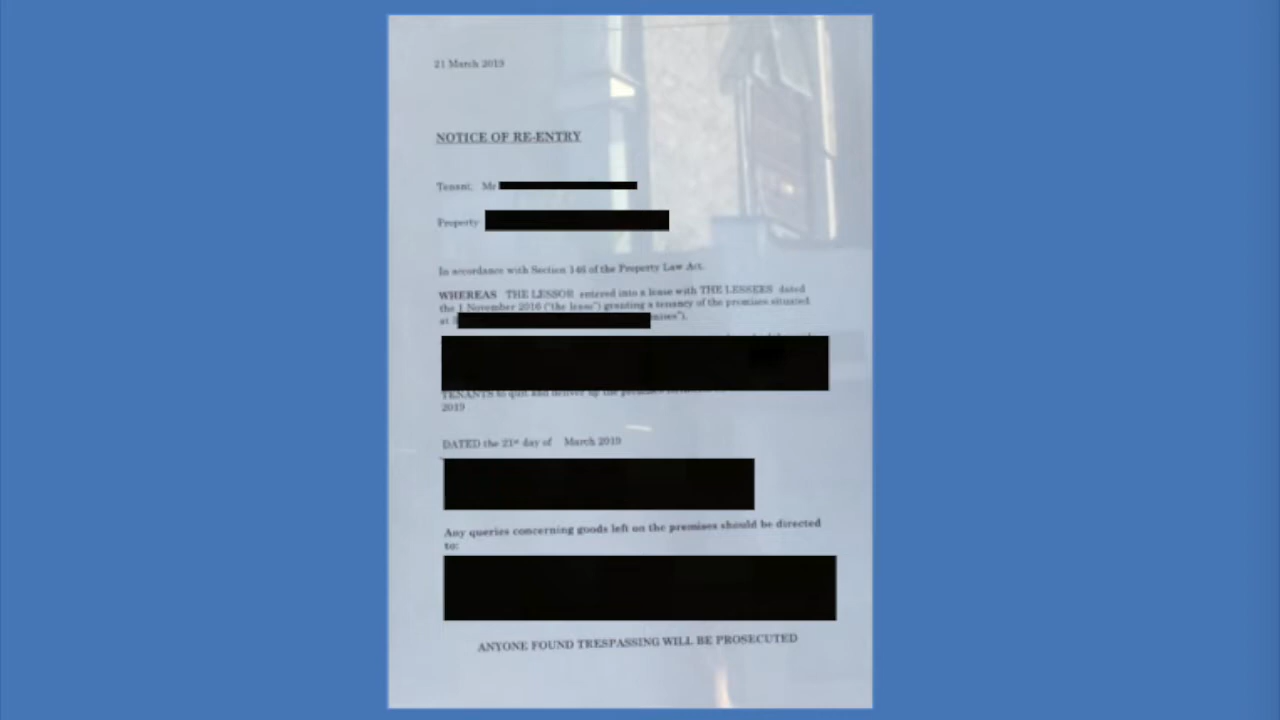 21 March 2019
NOTICE OF RE-ENTRY
Tenant: Mr
Property
In accordance with Section 146 of the Property Law Act.
WHEREAS THE LESSOR entered into a lease with THE LESSEES dated
the 1 November 2016 ("the lease") granting a tenancy of the premises situated
at
TENANTS to quit and deliver up the premises
2019
DATED the 21st day of March 2019
Any queries concerning goods left on the premises should be directed
to:
ANYONE FOUND TRESPASSING WILL BE PROSECUTED